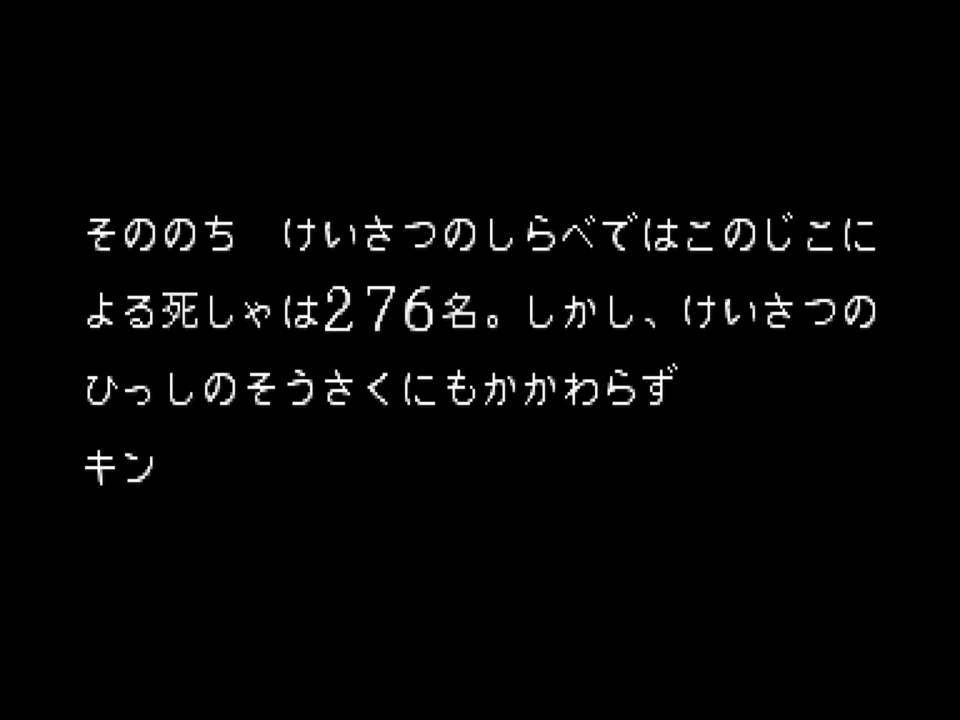 そののち　けいさつのしらべではこのじこに
よる死しゃは276名。しかし、けいさつの
ひっしのそうさくにもかかわらず
キン